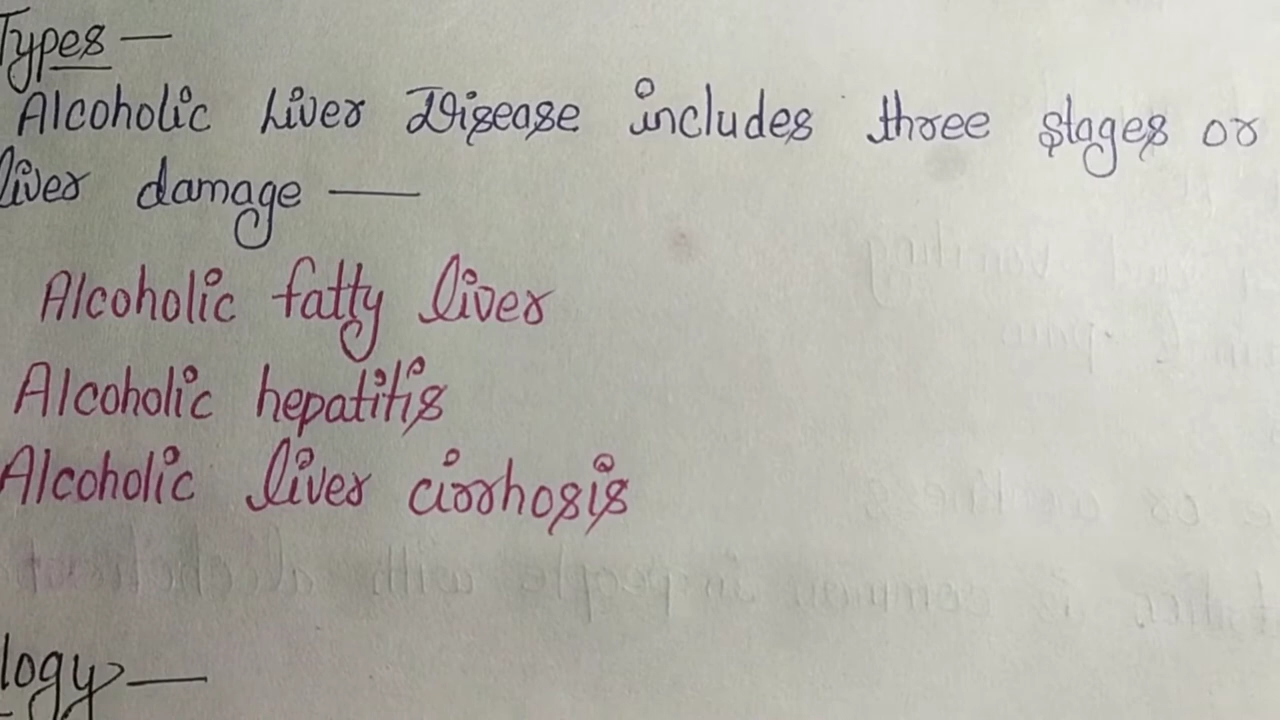 Types —
Alcoholic Liver Disease includes three stages or
liver damage —
Alcoholic fatty liver
Alcoholic hepatitis
Alcoholic liver cirrhosis
logy —